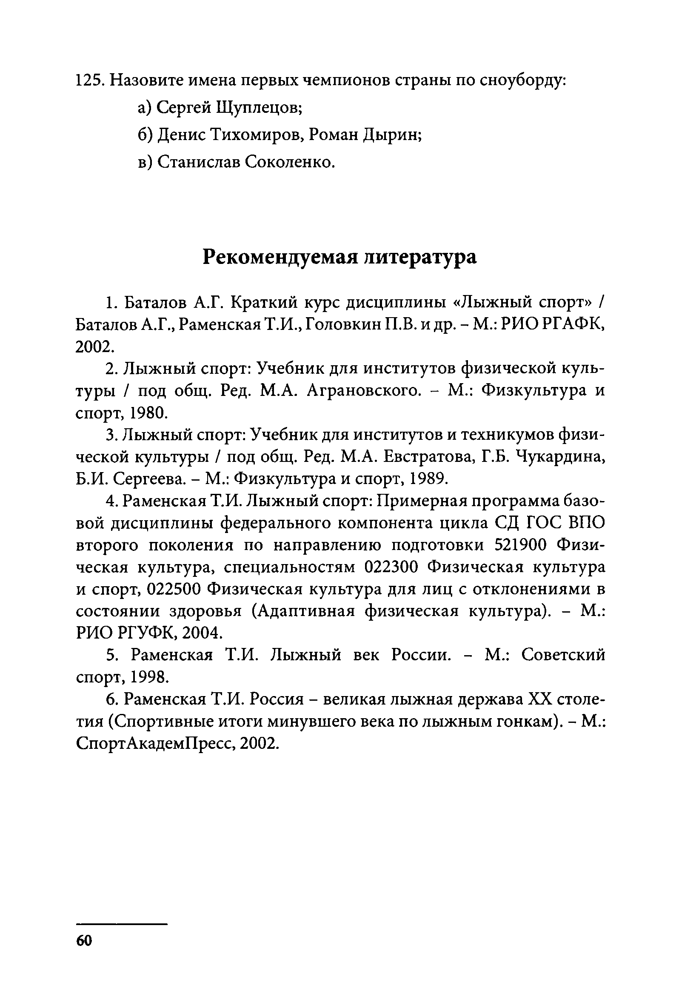 125. Назовите имена первых чемпионов страны по сноуборду:
а) Сергей Щуплецов;
б) Денис Тихомиров, Роман Дырин;
в) Станислав Соколенко.
Рекомендуемая литература
1. Баталов А.Г. Краткий курс дисциплины «Лыжный спорт» /
Баталов А.Г., Раменская Т.И., Головкин П.В. и др. – М.: РИО РГАФК,
2002.
2. Лыжный спорт: Учебник для институтов физической куль-
туры / под общ. Ред. М.А. Аграновского. – М.: Физкультура и
спорт, 1980.
3. Лыжный спорт: Учебник для институтов и техникумов физи-
ческой культуры / под общ. Ред. М.А. Евстратова, Г.Б. Чукардина,
Б.И. Сергеева. – М.: Физкультура и спорт, 1989.
4. Раменская Т.И. Лыжный спорт: Примерная программа базо-
вой дисциплины федерального компонента цикла СД ГОС ВПО
второго поколения по направлению подготовки 521900 Физи-
ческая культура, специальностям 022300 Физическая культура
и спорт, 022500 Физическая культура для лиц с отклонениями в
состоянии здоровья (Адаптивная физическая культура). – М.:
РИО РГУФК, 2004.
5. Раменская Т.И. Лыжный век России. – М.: Советский
спорт, 1998.
6. Раменская Т.И. Россия – великая лыжная держава XX столе-
тия (Спортивные итоги минувшего века по лыжным гонкам). – М.:
СпортАкадемПресс, 2002.
60